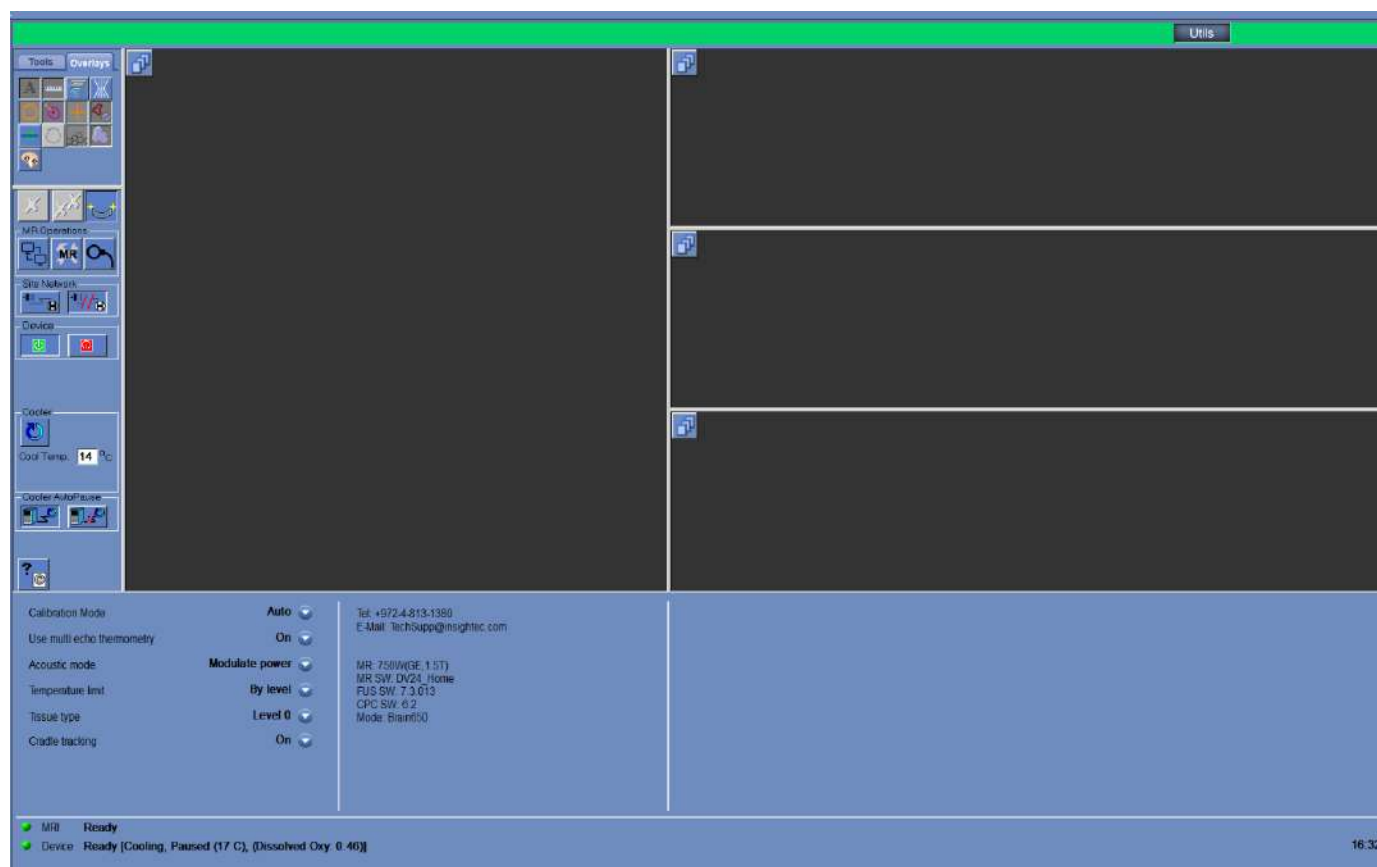 Utils
Tools Overlays
A
MR Operations
MR
Site Network
H H
Device
Cooler
Cool Temp. 14 °C
Cooler AutoPause
?
Calibration Mode Auto
Use multi echo thermometry On
Acoustic mode Modulate power
Temperature limit By level
Tissue type Level 0
Cradle tracking On
Tel: +972-4-813-1380
E-Mail: TechSupp@insightec.com
MR: 750W(GE,1.5T)
MR SW: DV24_Home
FUS SW: 7.3.013
CPC SW: 6.2
Mode: Brain650
MRI Ready
Device Ready [Cooling, Paused (17 C), (Dissolved Oxy: 0.46)]
16:32